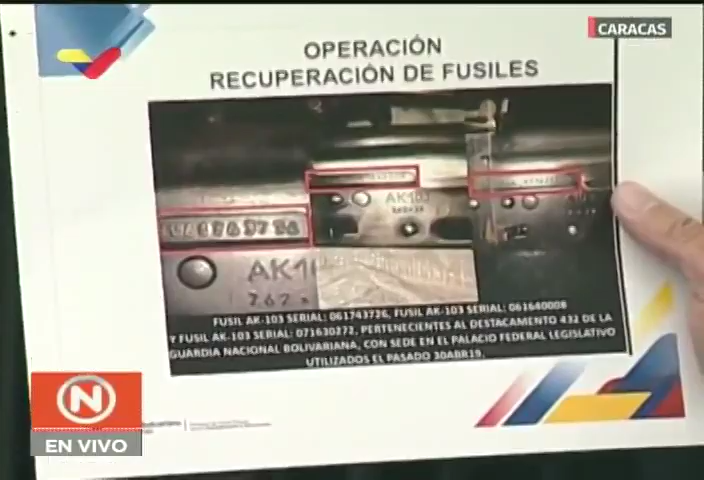 CARACAS
OPERACIÓN
RECUPERACIÓN DE FUSILES
AK103
AK10
7.62
FUSIL AK-103 SERIAL: 061743726, FUSIL AK-103 SERIAL: 061640008
Y FUSIL AK-103 SERIAL: 071630772, PERTENECIENTES AL DESTACAMENTO 432 DE LA
GUARDIA NACIONAL BOLIVARIANA, CON SEDE EN EL PALACIO FEDERAL LEGISLATIVO
UTILIZADOS EL PASADO 30ABR19.
N
EN VIVO